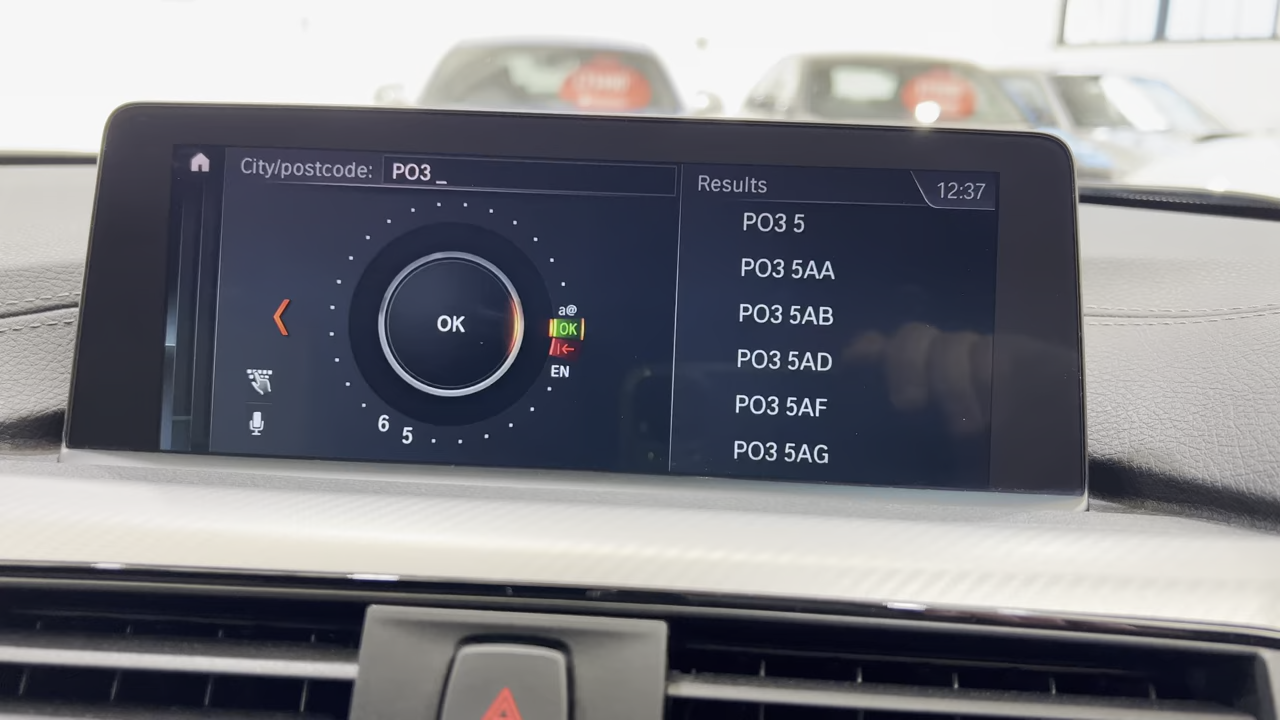 City/postcode: PO3 _
Results
12:37
PO3 5
PO3 5AA
PO3 5AB
PO3 5AD
PO3 5AF
PO3 5AG
OK
a@
OK
EN
6
5